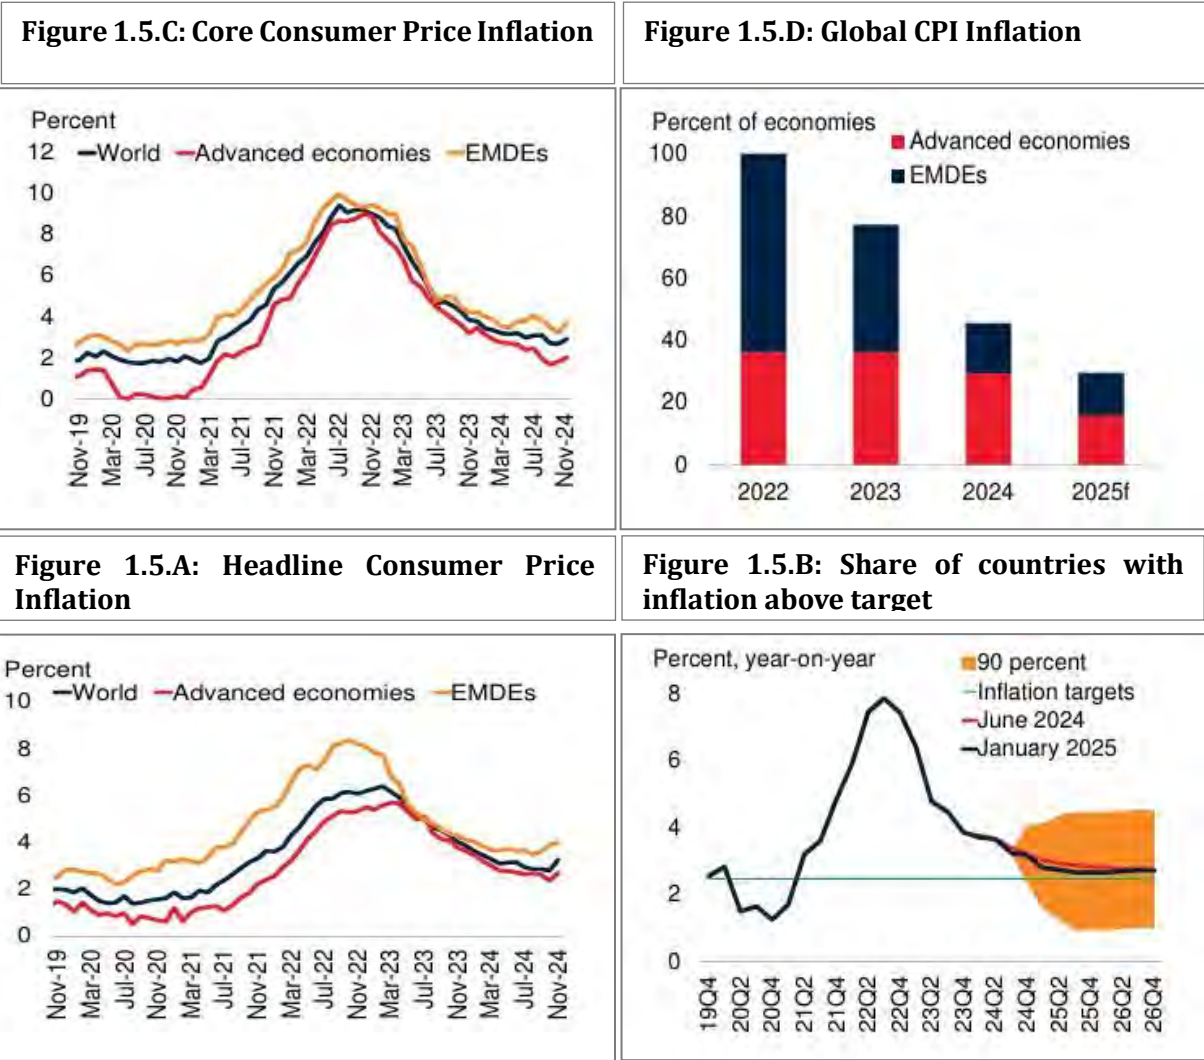 Figure 1.5.C: Core Consumer Price Inflation
Percent
World Advanced economies EMDEs
12
10
8
6
4
2
0
Nov-19 Mar-20 Jul-20 Nov-20 Mar-21 Jul-21 Nov-21 Mar-22 Jul-22 Nov-22 Mar-23 Jul-23 Nov-23 Mar-24 Jul-24 Nov-24
Figure 1.5.D: Global CPI Inflation
Percent of economies
Advanced economies
EMDEs
100
80
60
40
20
0
2022 2023 2024 2025f
Figure 1.5.A: Headline Consumer Price
Inflation
Percent
World Advanced economies EMDEs
10
8
6
4
2
0
Nov-19 Mar-20 Jul-20 Nov-20 Mar-21 Jul-21 Nov-21 Mar-22 Jul-22 Nov-22 Mar-23 Jul-23 Nov-23 Mar-24 Jul-24 Nov-24
Figure 1.5.B: Share of countries with
inflation above target
Percent, year-on-year
90 percent
Inflation targets
June 2024
January 2025
8
6
4
2
0
19Q4 20Q2 20Q4 21Q2 21Q4 22Q2 22Q4 23Q2 23Q4 24Q2 24Q4 25Q2 25Q4 26Q2 26Q4